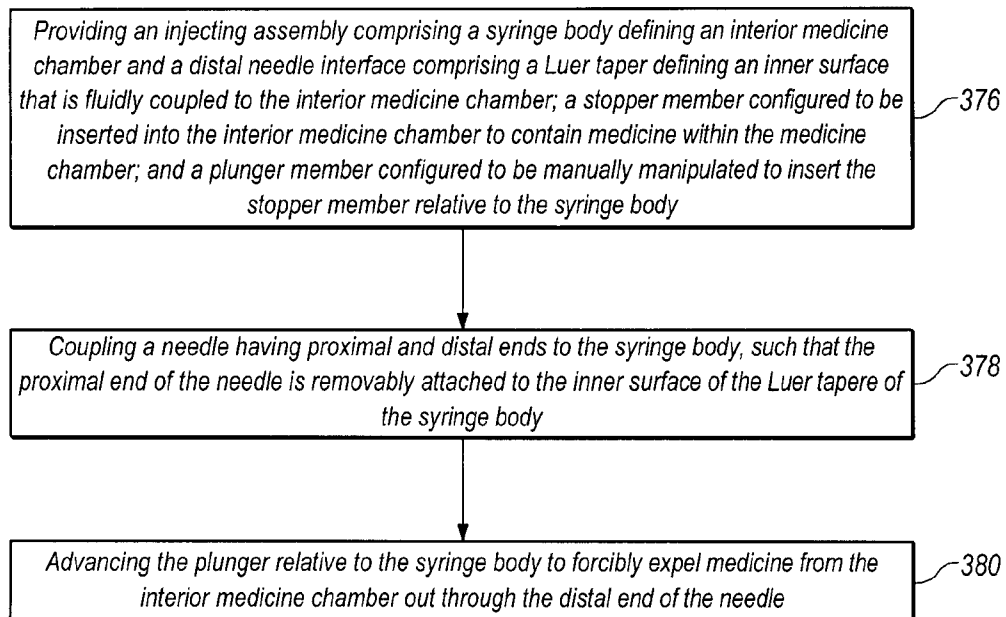 Providing an injecting assembly comprising a syringe body defining an interior medicine
chamber and a distal needle interface comprising a Luer taper defining an inner surface
that is fluidly coupled to the interior medicine chamber; a stopper member configured to be
inserted into the interior medicine chamber to contain medicine within the medicine
chamber; and a plunger member configured to be manually manipulated to insert the
stopper member relative to the syringe body
376
Coupling a needle having proximal and distal ends to the syringe body, such that the
proximal end of the needle is removably attached to the inner surface of the Luer tapere of
the syringe body
378
Advancing the plunger relative to the syringe body to forcibly expel medicine from the
interior medicine chamber out through the distal end of the needle
380